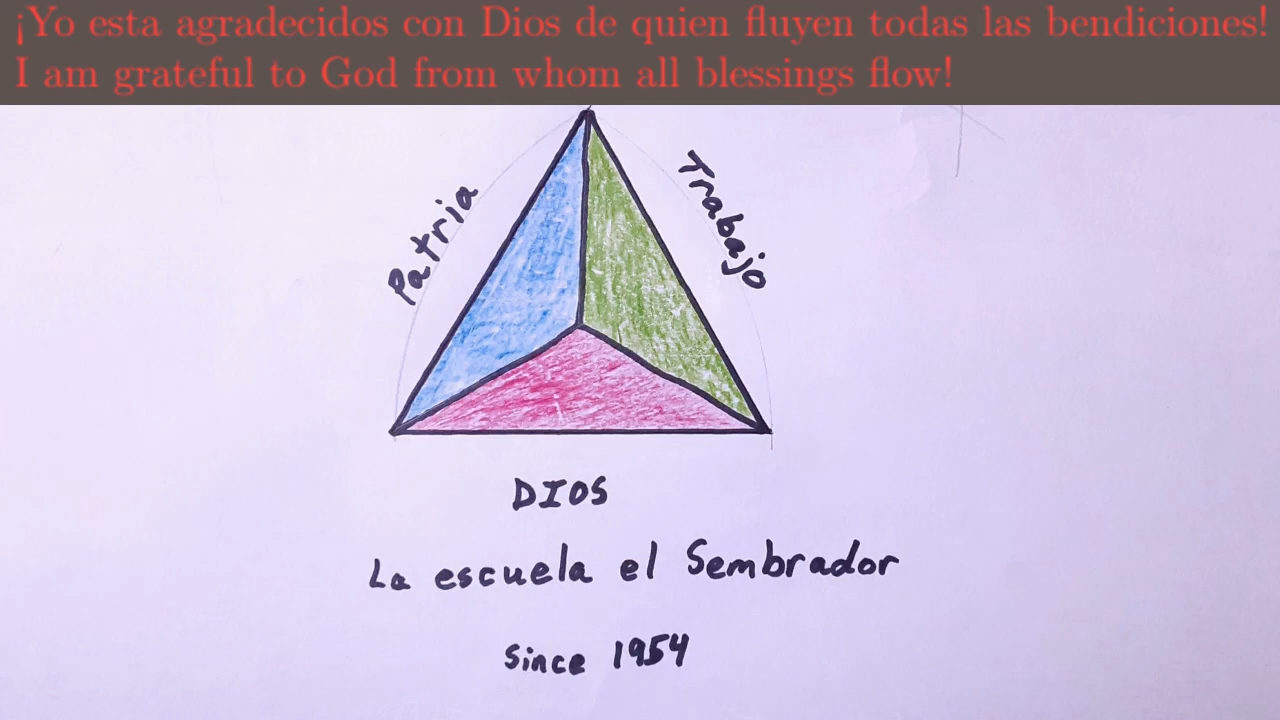 ¡Yo esta agradecidos con Dios de quien fluyen todas las bendiciones!
I am grateful to God from whom all blessings flow!
Patria
Trabajo
DIOS
La escuela el Sembrador
Since 1954